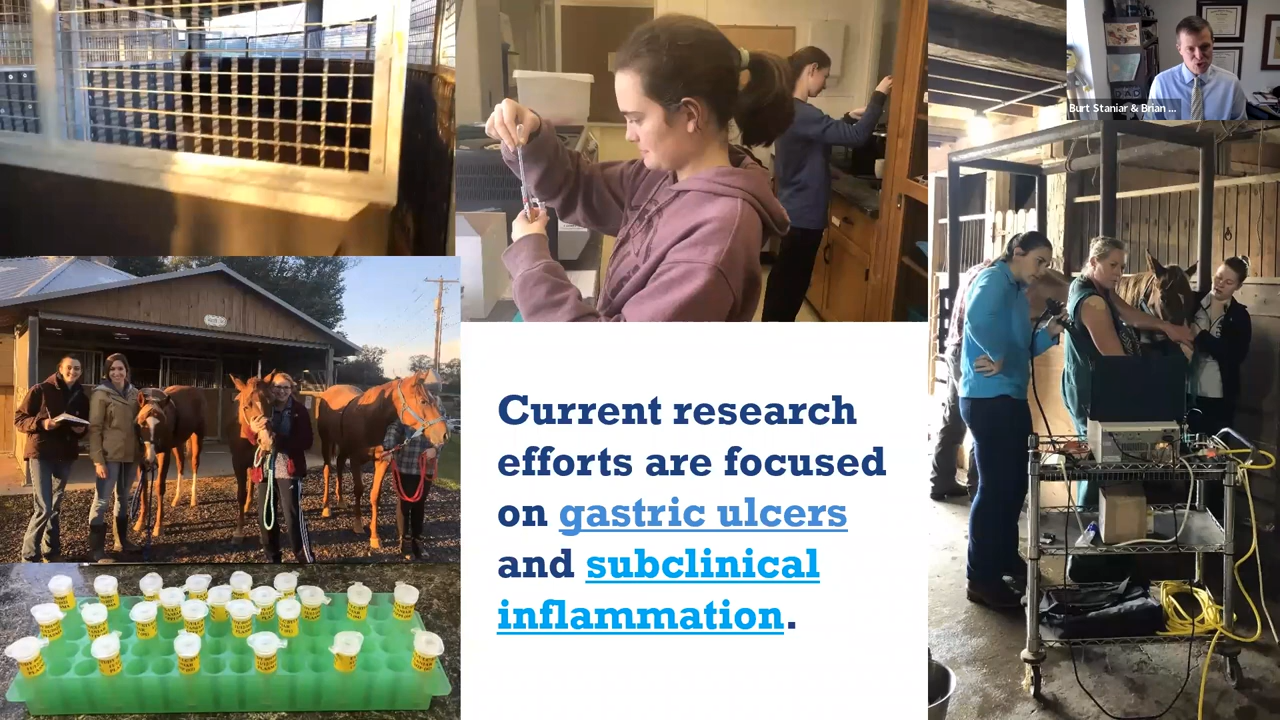 Burt Staniar & Brian ...
Current research
efforts are focused
on gastric ulcers
and subclinical
inflammation.